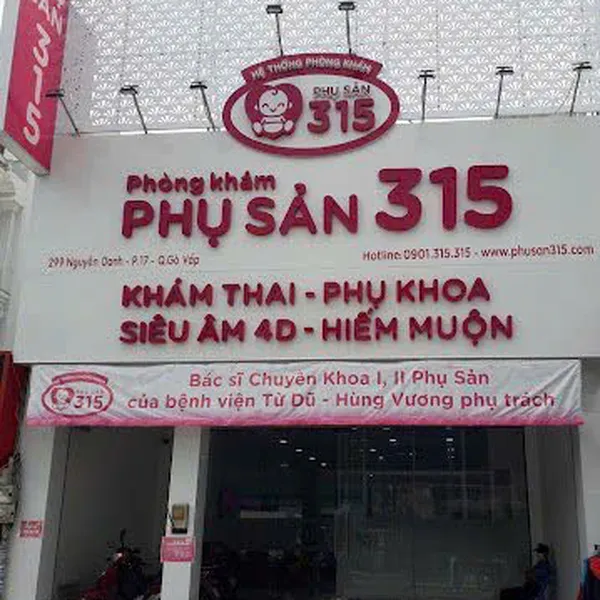 HỆ THỐNG PHÒNG KHÁM
PHỤ SẢN
315
Phòng khám
PHỤ SẢN 315
299 Nguyễn Oanh - P.17 - Q.Gò Vấp
Hotline: 0901.315.315 - www.phusan315.com
KHÁM THAI - PHỤ KHOA
SIÊU ÂM 4D - HIẾM MUỘN
315
Bác sĩ Chuyên Khoa I, II Phụ Sản
của bệnh viện Từ Dũ - Hùng Vương phụ trách